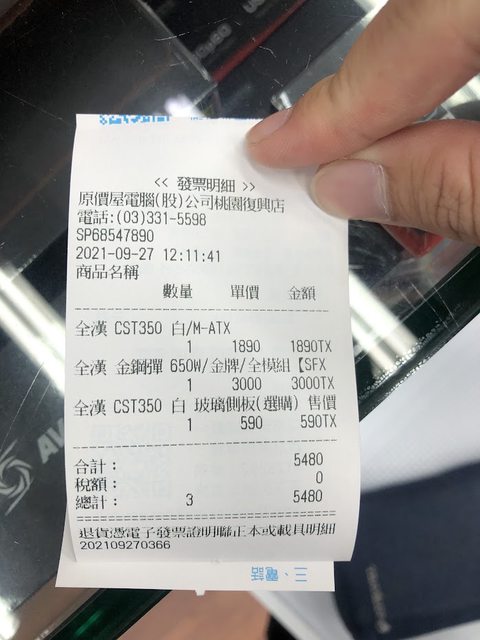 << 發票明細 >>
原價屋電腦(股)公司桃園復興店
電話:(03)331-5598
SP68547890
2021-09-27 12:11:41
商品名稱
數量 單價 金額
全漢 CST350 白/M-ATX
1 1890 1890TX
全漢 金鋼彈 650W/金牌/全模組【SFX
1 3000 3000TX
全漢 CST350 白 玻璃側板(選購) 售價
1 590 590TX
合計: 5480
稅額: 0
總計: 3 5480
退貨憑電子發票證明聯正本或載具明細
202109270366
三、電話